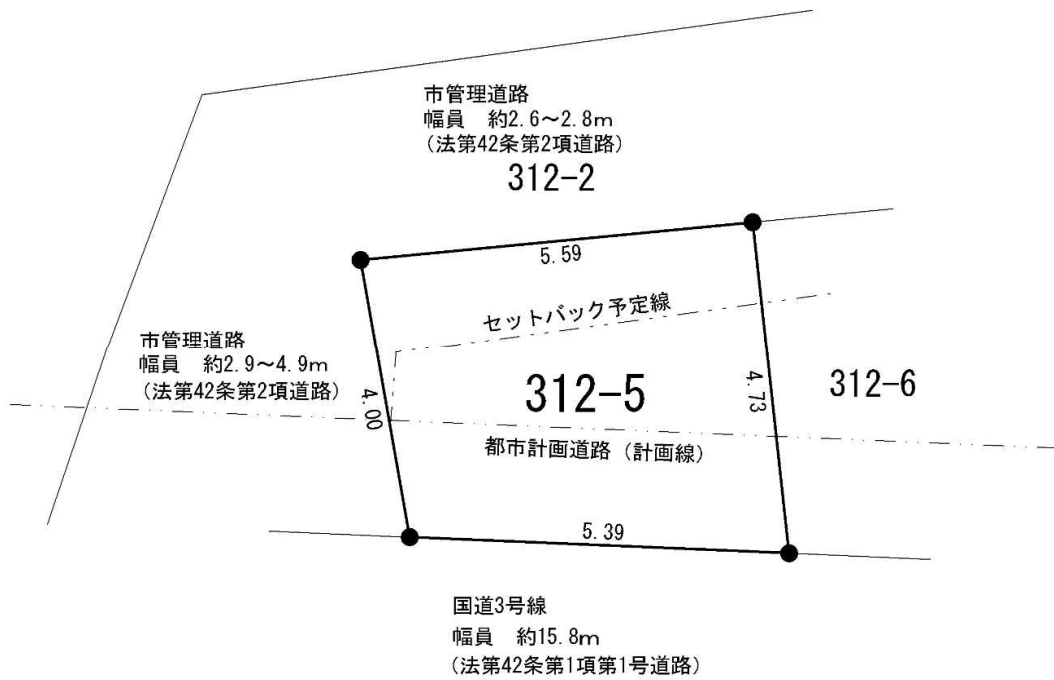 市管理道路
幅員　約2.6～2.8m
(法第42条第2項道路)
312-2
5.59
セットバック予定線
市管理道路
幅員　約2.9～4.9m
(法第42条第2項道路)
4.00
312-5
4.73
312-6
都市計画道路 (計画線)
5.39
国道3号線
幅員　約15.8m
(法第42条第1項第1号道路)